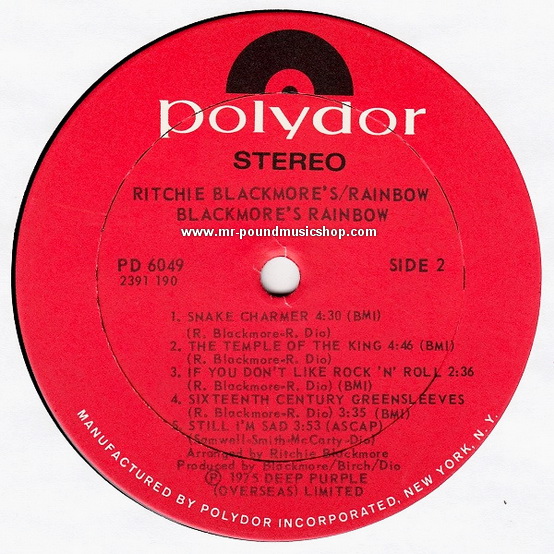 polydor
STEREO
RITCHIE BLACKMORE'S/RAINBOW
BLACKMORE'S RAINBOW
www.mr-poundmusicshop.com
PD 6049
2391 190
SIDE 2
1. SNAKE CHARMER 4:30 (BMI)
(R. Blackmore-R. Dio)
2. THE TEMPLE OF THE KING 4:46 (BMI)
(R. Blackmore-R. Dio)
3. IF YOU DON'T LIKE ROCK 'N' ROLL 2:36
(R. Blackmore-R. Dio) (BMI)
4. SIXTEENTH CENTURY GREENSLEEVES
(R. Blackmore-R. Dio) 3:35 (BMI)
5. STILL I'M SAD 3:53 (ASCAP)
(Samwell-Smith-McCarty-Dio)
Arranged by Ritchie Blackmore
Produced by Blackmore/Birch/Dio
Ⓟ 1975 DEEP PURPLE
(OVERSEAS) LIMITED
MANUFACTURED BY POLYDOR INCORPORATED, NEW YORK, N.Y.